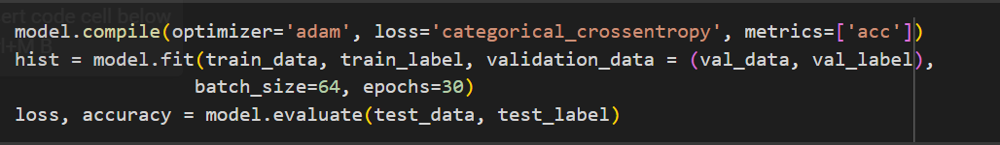 ert code cell below
model.compile(optimizer='adam', loss='categorical_crossentropy', metrics=['acc'])
hist = model.fit(train_data, train_label, validation_data = (val_data, val_label),
batch_size=64, epochs=30)
loss, accuracy = model.evaluate(test_data, test_label)